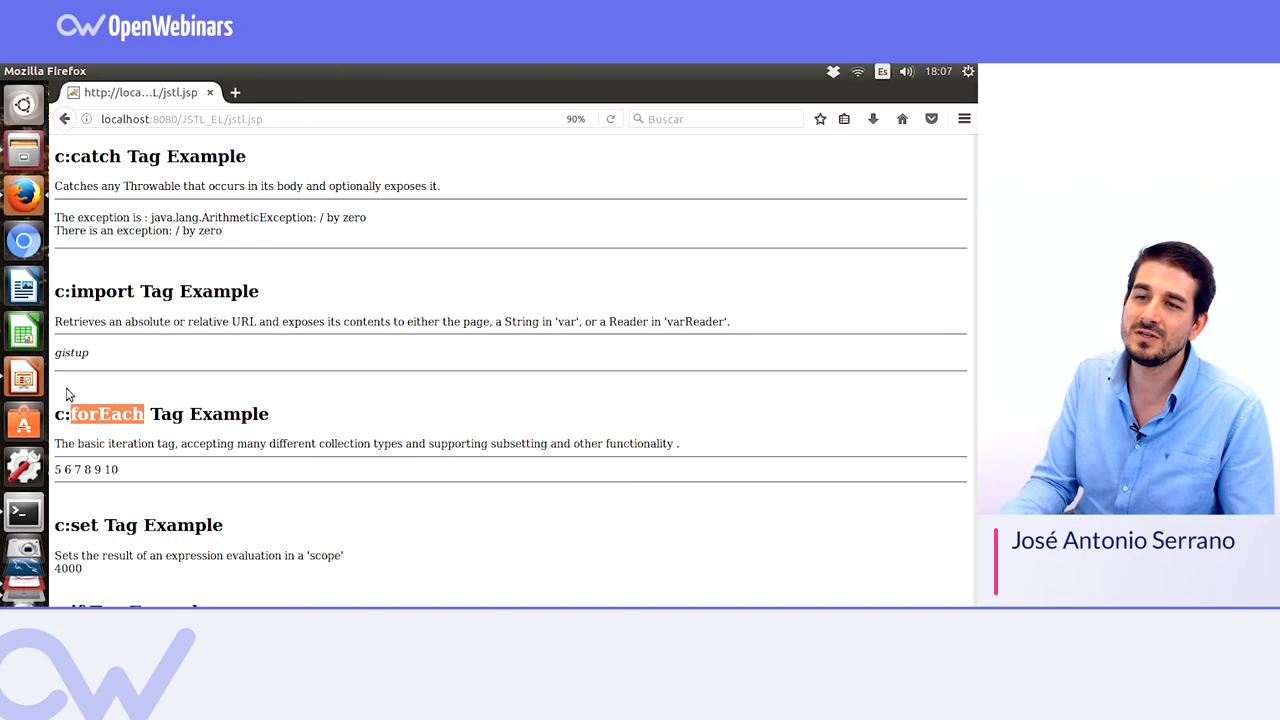 OpenWebinars
Mozilla Firefox
Es
18:07
http://loca...L/jstl.jsp
localhost:8080/JSTL_EL/jstl.jsp
90%
Buscar
c:catch Tag Example
Catches any Throwable that occurs in its body and optionally exposes it.
The exception is : java.lang.ArithmeticException: / by zero
There is an exception: / by zero
c:import Tag Example
Retrieves an absolute or relative URL and exposes its contents to either the page, a String in 'var', or a Reader in 'varReader'.
gistup
c:forEach Tag Example
The basic iteration tag, accepting many different collection types and supporting subsetting and other functionality .
5 6 7 8 9 10
c:set Tag Example
Sets the result of an expression evaluation in a 'scope'
4000
José Antonio Serrano